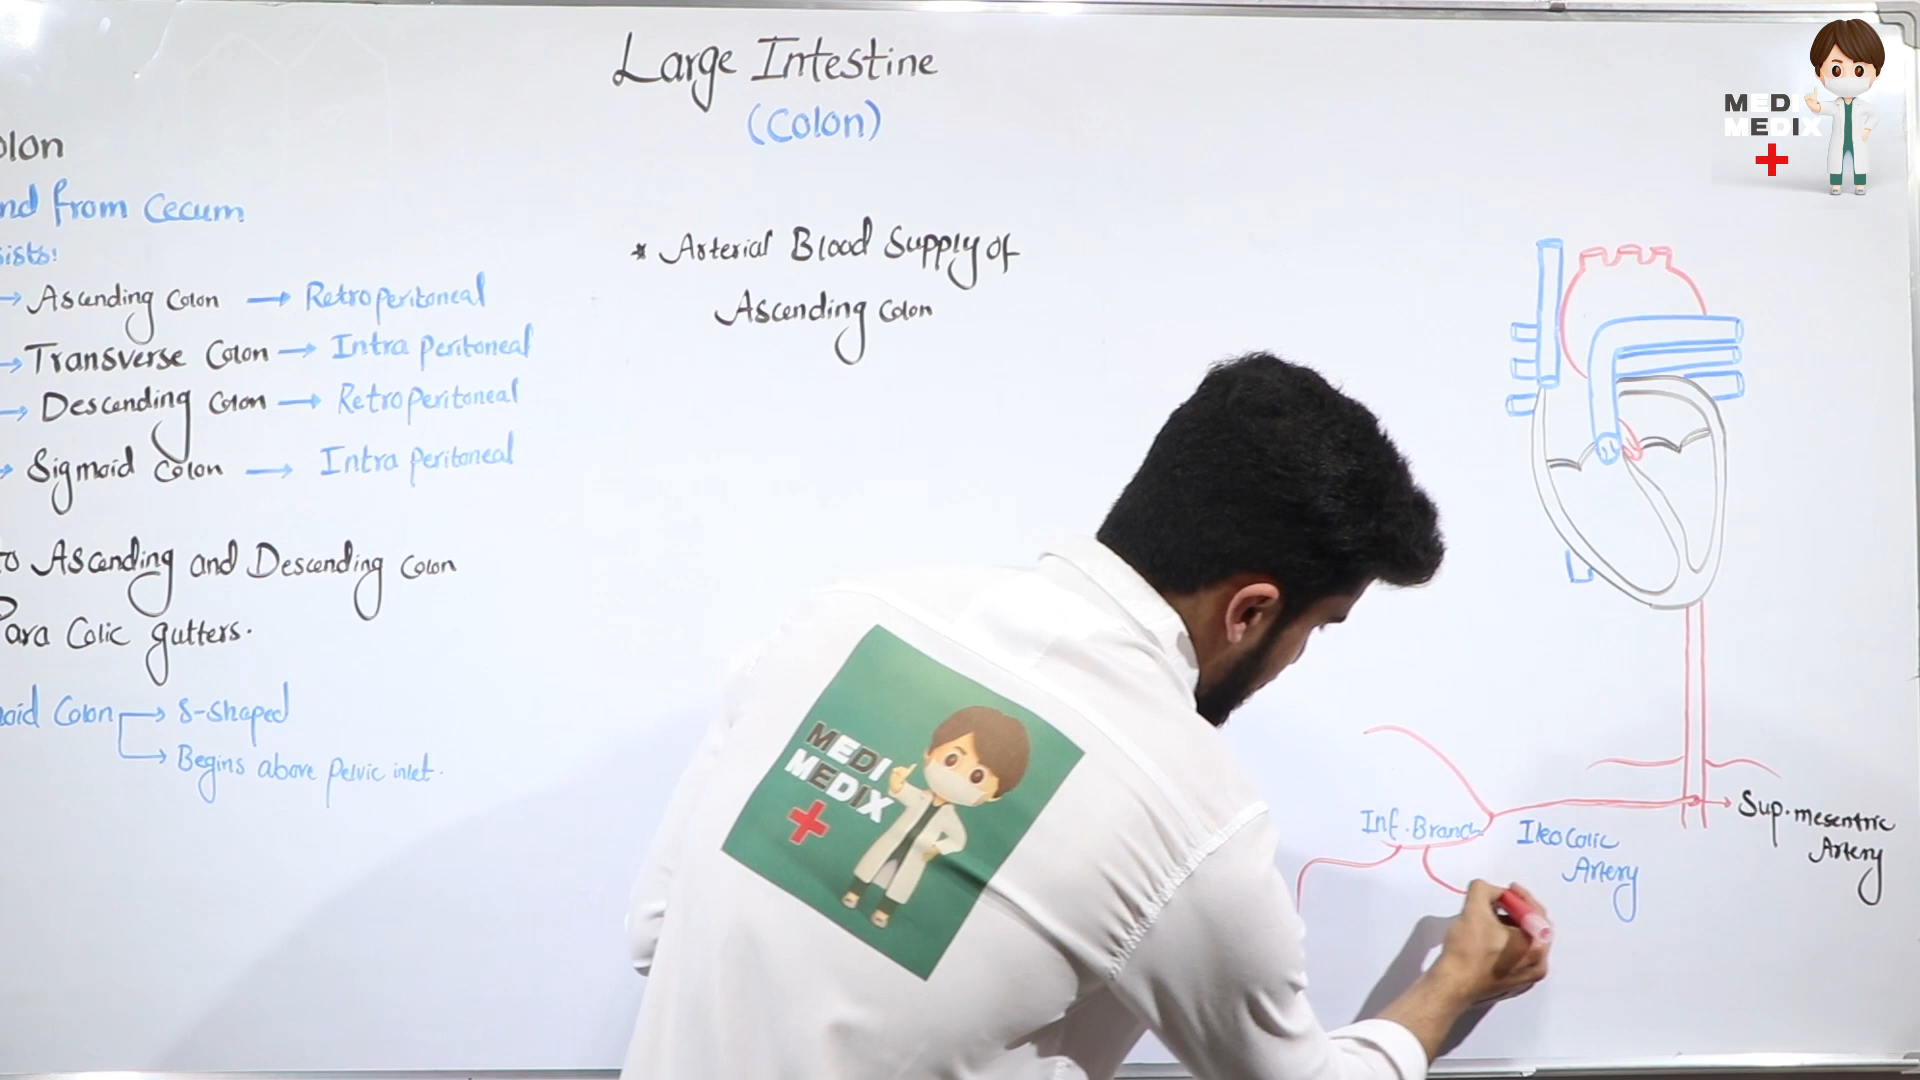 Large Intestine
(Colon)
olon
nd from Cecum
sists:
→ Ascending Colon → Retroperitoneal
→ Transverse Colon → Intra peritoneal
→ Descending Colon → Retroperitoneal
→ Sigmoid Colon → Intra peritoneal
to Ascending and Descending Colon
Para Colic gutters.
moid Colon → S-shaped
→ Begins above pelvic inlet.
* Arterial Blood Supply of
Ascending Colon
Inf. Branch
Ileo Colic
Artery
Sup. mesentric
Artery
MEDI
MEDIX
MEDI
MEDIX